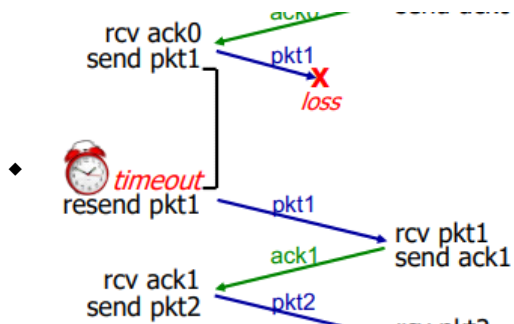 ack0
rcv ack0
send pkt1
pkt1
X
loss
timeout
resend pkt1
pkt1
rcv pkt1
send ack1
ack1
rcv ack1
send pkt2
pkt2